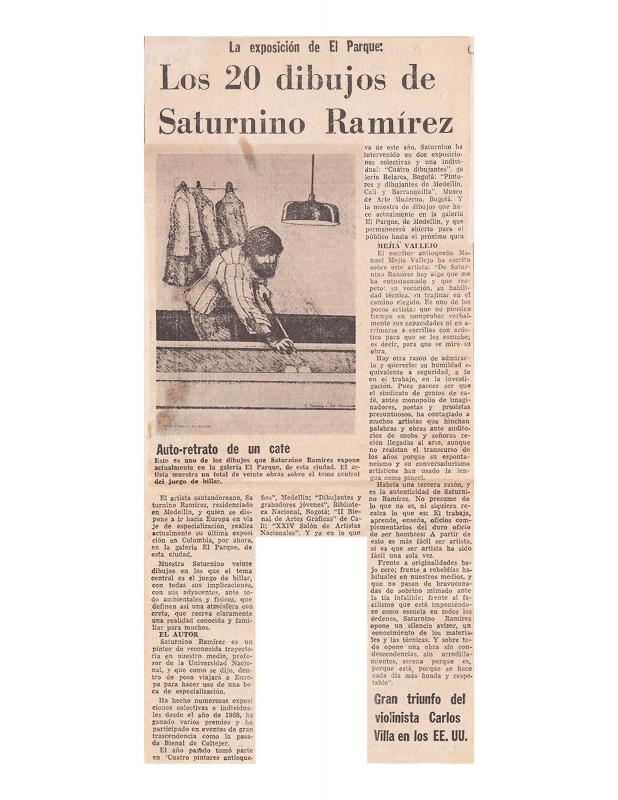 La exposición de El Parque:
Los 20 dibujos de
Saturnino Ramírez
Auto-retrato de un cafe
Este es uno de los dibujos que Saturnino Ramírez expone
actualmente en la galería El Parque, de esta ciudad. El ar-
tista muestra un total de veinte obras sobre el tema central
del juego de billar.
El artista santandereano, Sa
turnino Ramírez, residenciado
en Medellín, y quien se dis-
pone a ir hacia Europa en via
je de especialización, realiza
actualmente su última exposi
ción en Colombia, por ahora,
en la galería El Parque, de
esta ciudad.
Muestra Saturnino veinte
dibujos en los que el tema
central es el juego de billar,
con todas sus implicaciones,
con sus adyacentes, ante to-
do ambientales y físicos, que
definen así una atmósfera con
creta, que recrea claramente
una realidad conocida y fami-
liar para muchos.
EL AUTOR
Saturnino Ramírez es un
pintor de reconocida trayecto-
ria en nuestro medio, profe-
sor de la Universidad Nacio-
nal, y que como se dijo, den-
tro de poco viajará a Euro-
pa para hacer uso de una be-
ca de especialización.
Ha hecho numerosas exposi
ciones colectivas e individua-
les desde el año de 1968, ha
ganado varios premios y ha
participado en eventos de gran
trascendencia como la pasa-
da Bienal de Coltejer.
El año pasado tomó parte
en "Cuatro pintores antioque-
ños", Medellín; "Dibujantes y
grabadores jóvenes", Bibliote-
ca Nacional, Bogotá; "II Bie
nal de Artes Gráficas" de Ca-
li; "XXIV Salón de Artistas
Nacionales". Y ya en lo que
va de este año, Saturnino ha
intervenido en dos exposicio-
nes colectivas y una indivi-
dual: "Cuatro dibujantes", ga
lería Belarca, Bogotá; "Pinto-
res y dibujantes de Medellín,
Cali y Barranquilla", Museo
de Arte Moderno, Bogotá. Y
la muestra de dibujos que ha-
ce actualmente en la galería
El Parque, de Medellín, y que
permanecerá abierta para el
público hasta el próximo
MEJIA VALLEJO
El escritor antioqueño Ma-
nuel Mejía Vallejo ha escrito
sobre este artista: "De Satur-
nino Ramírez hay algo que me
ha entusiasmado y que res-
peto: su vocación, su habili-
dad técnica, su trajinar en el
camino elegido. Es uno de los
pocos artistas que no pierden
tiempo en comprobar verbal-
mente sus capacidades ni en a-
rrimarse a corrillos con acús-
tica para que se les escuche;
es decir, para que se mire su
obra.
Hay otra razón de admirar-
lo y quererlo: su humildad e-
quivalente a seguridad, a fe
en el trabajo, en la investi-
gación. Pues parece ser que
el sindicato de genios de ca-
fé, antes monopolio de imagi-
nadores, poetas y prosistas
presuntuosos, ha contagiado a
muchos artistas que hinchan
palabras y obras ante audito-
rios de snobs y señoras re-
cién llegadas al arte, aunque
no resistan el transcurso de
los años porque su espontá-
neismo y su conversadurismo
artísticos han usado la len-
gua como pincel.
Habría una tercera razón, y
es la autenticidad de Saturni-
no Ramírez. No presume de
lo que no es, ni siquiera re-
calca lo que es: El trabaja,
aprende, enseña, oficios com-
plementarios del duro oficio
de ser hombres: A partir de
esto es más fácil ser artista,
si es que ser artista ha sido
fácil una sola vez.
Frente a originalidades ba-
jo cero; frente a rebeldías ha-
bituales en nuestros medios, y
que no pasan de bravucona-
das de sobrino mimado ante
la tía infalible; frente al fa-
cilismo que está imponiéndo-
se como escuela en todos los
órdenes, Saturnino Ramírez
opone un silencio avizor, un
conocimiento de los materia-
les y las técnicas. Y sobre to-
do opone una obra sin con-
descendencias, sin arrodilla-
mientos, serena porque es,
porque está, porque se hace
cada día más honda y respe-
table".
Gran triunfo del
violinista Carlos
Villa en los EE. UU.